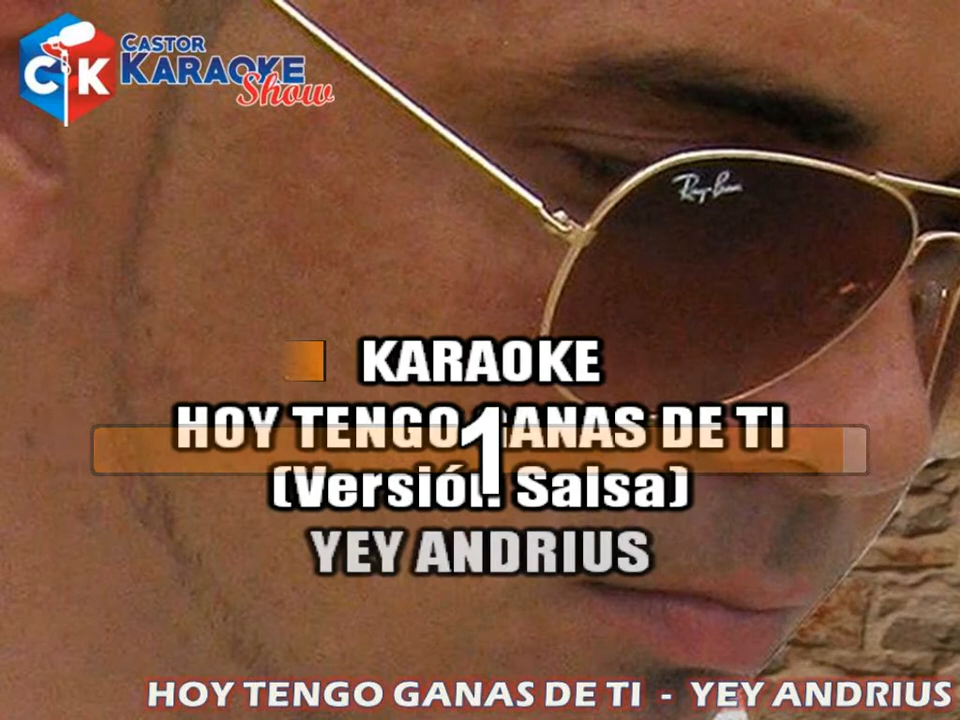 CASTOR
CK KARAOKE
Show
Ray-Ban
KARAOKE
HOY TENGO GANAS DE TI
1
(Versión Salsa)
YEY ANDRIUS
HOY TENGO GANAS DE TI - YEY ANDRIUS